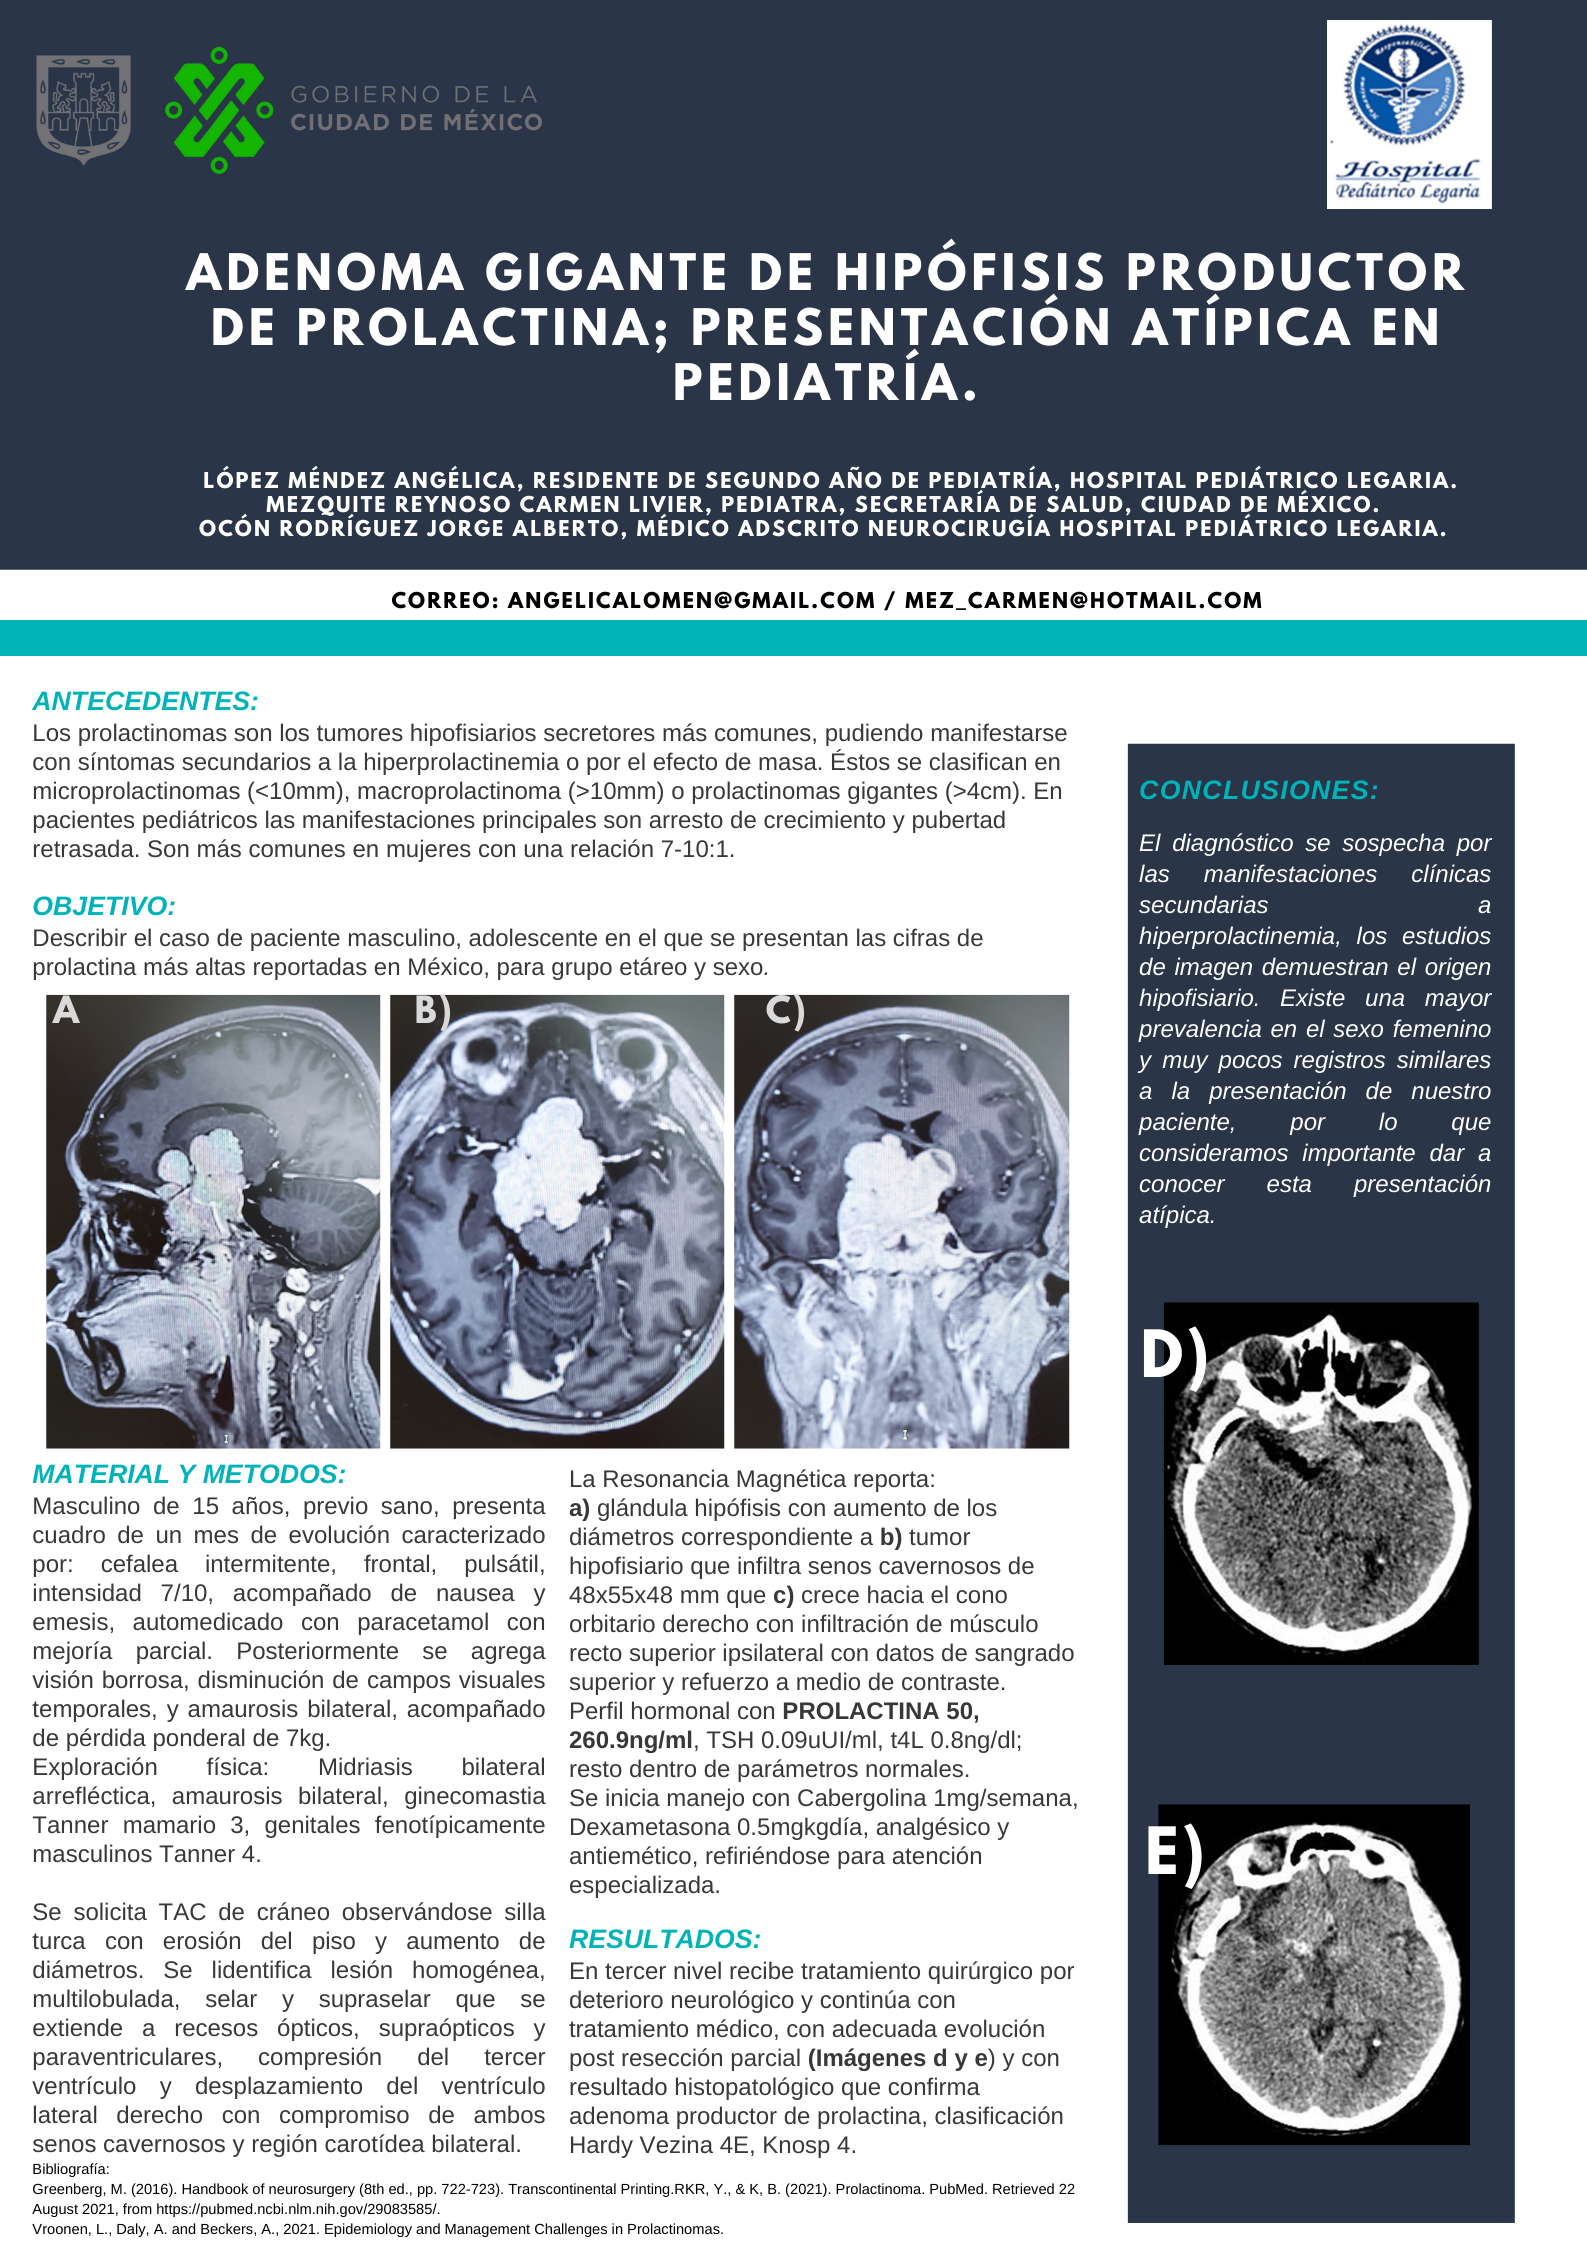 GOBIERNO DE LA
CIUDAD DE MÉXICO
Hospital
Pediátrico Legaria
ADENOMA GIGANTE DE HIPÓFISIS PRODUCTOR
DE PROLACTINA; PRESENTACIÓN ATÍPICA EN
PEDIATRÍA.
LÓPEZ MÉNDEZ ANGÉLICA, RESIDENTE DE SEGUNDO AÑO DE PEDIATRÍA, HOSPITAL PEDIÁTRICO LEGARIA.
MEZQUITE REYNOSO CARMEN LIVIER, PEDIATRA, SECRETARÍA DE SALUD, CIUDAD DE MÉXICO.
OCÓN RODRÍGUEZ JORGE ALBERTO, MÉDICO ADSCRITO NEUROCIRUGÍA HOSPITAL PEDIÁTRICO LEGARIA.
CORREO: ANGELICALOMEN@GMAIL.COM / MEZ_CARMEN@HOTMAIL.COM
ANTECEDENTES:
Los prolactinomas son los tumores hipofisiarios secretores más comunes, pudiendo manifestarse
con síntomas secundarios a la hiperprolactinemia o por el efecto de masa. Éstos se clasifican en
microprolactinomas (<10mm), macroprolactinoma (>10mm) o prolactinomas gigantes (>4cm). En
pacientes pediátricos las manifestaciones principales son arresto de crecimiento y pubertad
retrasada. Son más comunes en mujeres con una relación 7-10:1.
OBJETIVO:
Describir el caso de paciente masculino, adolescente en el que se presentan las cifras de
prolactina más altas reportadas en México, para grupo etáreo y sexo.
A
B)
C)
MATERIAL Y METODOS:
Masculino de 15 años, previo sano, presenta
cuadro de un mes de evolución caracterizado
por: cefalea intermitente, frontal, pulsátil,
intensidad 7/10, acompañado de nausea y
emesis, automedicado con paracetamol con
mejoría parcial. Posteriormente se agrega
visión borrosa, disminución de campos visuales
temporales, y amaurosis bilateral, acompañado
de pérdida ponderal de 7kg.
Exploración física: Midriasis bilateral
arrefléctica, amaurosis bilateral, ginecomastia
Tanner mamario 3, genitales fenotípicamente
masculinos Tanner 4.
Se solicita TAC de cráneo observándose silla
turca con erosión del piso y aumento de
diámetros. Se lidentifica lesión homogénea,
multilobulada, selar y supraselar que se
extiende a recesos ópticos, supraópticos y
paraventriculares, compresión del tercer
ventrículo y desplazamiento del ventrículo
lateral derecho con compromiso de ambos
senos cavernosos y región carotídea bilateral.
La Resonancia Magnética reporta:
a) glándula hipófisis con aumento de los
diámetros correspondiente a b) tumor
hipofisiario que infiltra senos cavernosos de
48x55x48 mm que c) crece hacia el cono
orbitario derecho con infiltración de músculo
recto superior ipsilateral con datos de sangrado
superior y refuerzo a medio de contraste.
Perfil hormonal con PROLACTINA 50,
260.9ng/ml, TSH 0.09uUI/ml, t4L 0.8ng/dl;
resto dentro de parámetros normales.
Se inicia manejo con Cabergolina 1mg/semana,
Dexametasona 0.5mgkgdía, analgésico y
antiemético, refiriéndose para atención
especializada.
RESULTADOS:
En tercer nivel recibe tratamiento quirúrgico por
deterioro neurológico y continúa con
tratamiento médico, con adecuada evolución
post resección parcial (Imágenes d y e) y con
resultado histopatológico que confirma
adenoma productor de prolactina, clasificación
Hardy Vezina 4E, Knosp 4.
CONCLUSIONES:
El diagnóstico se sospecha por
las manifestaciones clínicas
secundarias a
hiperprolactinemia, los estudios
de imagen demuestran el origen
hipofisiario. Existe una mayor
prevalencia en el sexo femenino
y muy pocos registros similares
a la presentación de nuestro
paciente, por lo que
consideramos importante dar a
conocer esta presentación
atípica.
D)
E)
Bibliografía:
Greenberg, M. (2016). Handbook of neurosurgery (8th ed., pp. 722-723). Transcontinental Printing.RKR, Y., & K, B. (2021). Prolactinoma. PubMed. Retrieved 22
August 2021, from https://pubmed.ncbi.nlm.nih.gov/29083585/.
Vroonen, L., Daly, A. and Beckers, A., 2021. Epidemiology and Management Challenges in Prolactinomas.